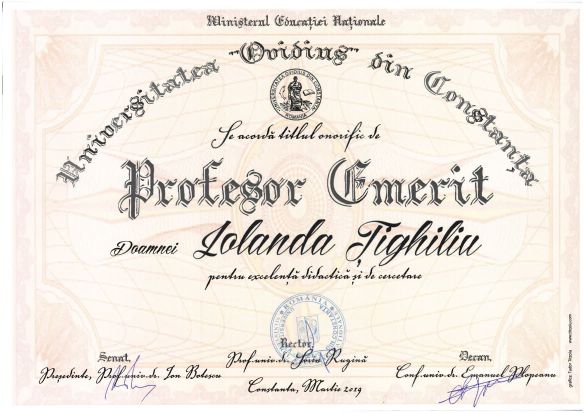 Ministerul Educației Naționale
Universitatea "Ovidius" din Constanța
Se acordă titlul onorific de
Profesor Emerit
Doamnei Iolanda Țighiliu
pentru excelență didactică și de cercetare
ROMANIA
Senat, Rector, Decan,
Președinte, Prof.univ.dr. Ion Botescu Prof.univ.dr. Sorin Rugină Conf.univ.dr. Emanuel Plopeanu
Constanța, Martie 2019